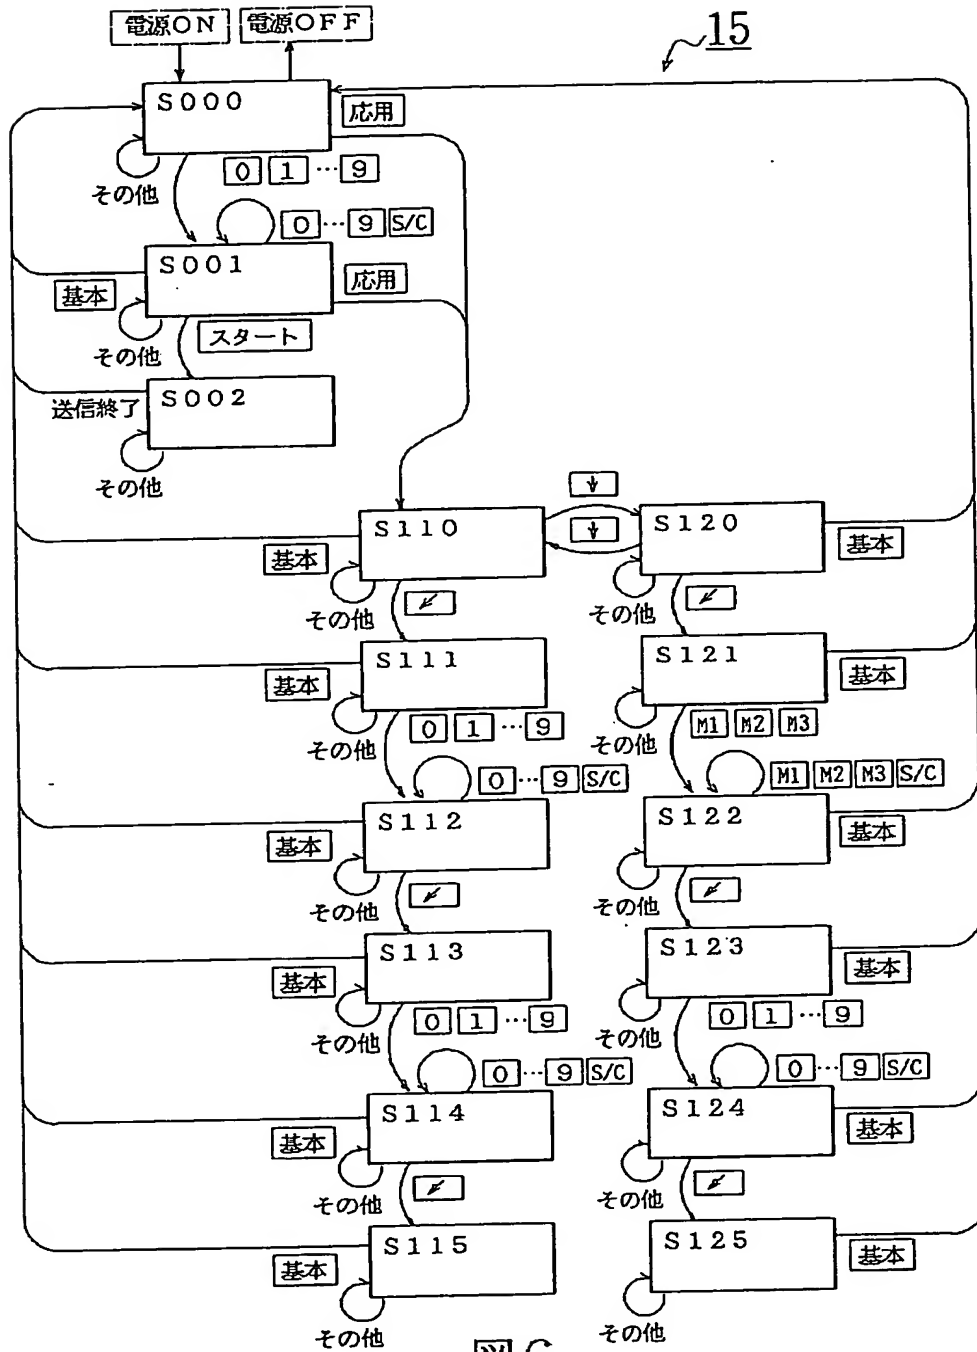 電源ON 電源OFF
15
S000
応用
0 1 … 9
その他
0 … 9 S/C
S001
応用
基本
スタート
その他
S002
送信終了
その他
↓
S110
↓
S120
基本
基本
その他
↙
その他
↙
S111
S121
基本
基本
その他
0 1 … 9
その他
M1 M2 M3
0 … 9 S/C
M1 M2 M3 S/C
S112
S122
基本
基本
その他
↙
その他
↙
S113
S123
基本
基本
その他
0 1 … 9
その他
0 1 … 9
0 … 9 S/C
0 … 9 S/C
S114
S124
基本
基本
その他
↙
その他
↙
S115
S125
基本
基本
その他
その他